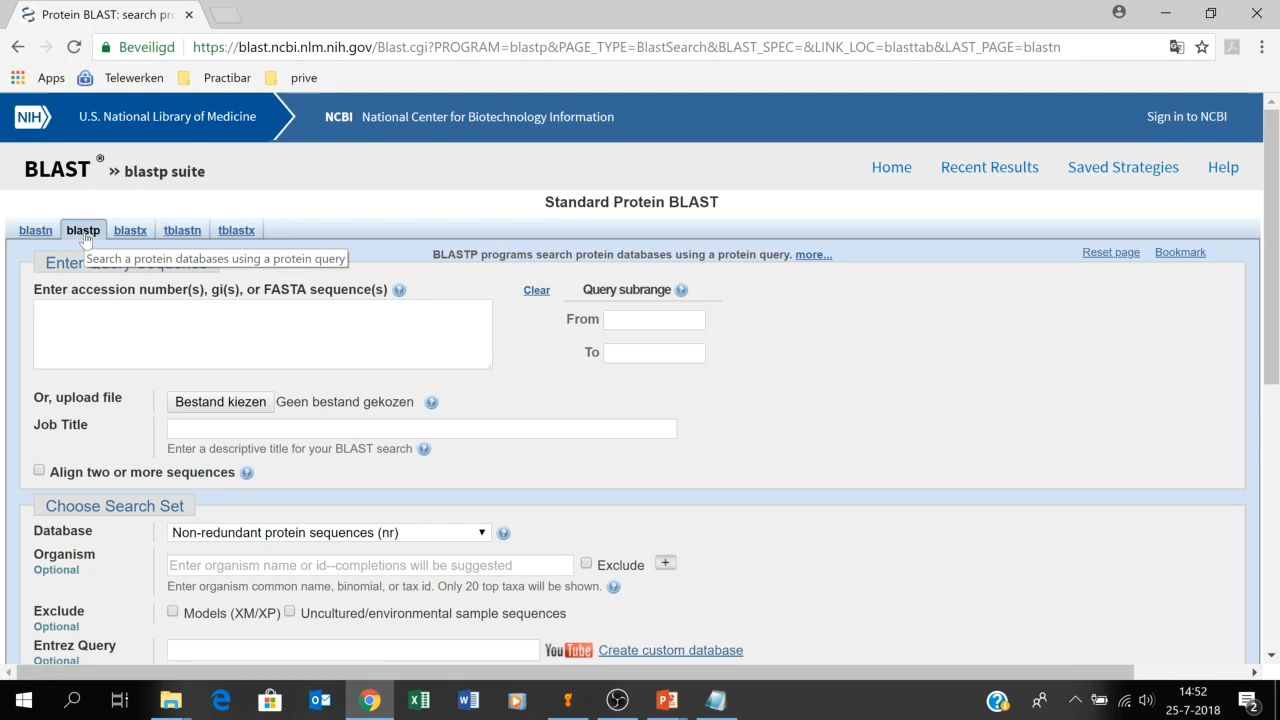 Protein BLAST: search pro
Beveiligd https://blast.ncbi.nlm.nih.gov/Blast.cgi?PROGRAM=blastp&PAGE_TYPE=BlastSearch&BLAST_SPEC=&LINK_LOC=blasttab&LAST_PAGE=blastn
Apps Telewerken Practibar prive
NIH U.S. National Library of Medicine NCBI National Center for Biotechnology Information Sign in to NCBI
BLAST ® » blastp suite Home Recent Results Saved Strategies Help
Standard Protein BLAST
blastn blastp blastx tblastn tblastx
BLASTP programs search protein databases using a protein query. more... Reset page Bookmark
Search a protein databases using a protein query
Enter
Enter accession number(s), gi(s), or FASTA sequence(s) Clear Query subrange
From
To
Or, upload file Bestand kiezen Geen bestand gekozen
Job Title
Enter a descriptive title for your BLAST search
Align two or more sequences
Choose Search Set
Database Non-redundant protein sequences (nr)
Organism
Optional
Enter organism name or id--completions will be suggested Exclude +
Enter organism common name, binomial, or tax id. Only 20 top taxa will be shown.
Exclude Models (XM/XP) Uncultured/environmental sample sequences
Optional
Entrez Query YouTube Create custom database
Optional
14:52
25-7-2018
2